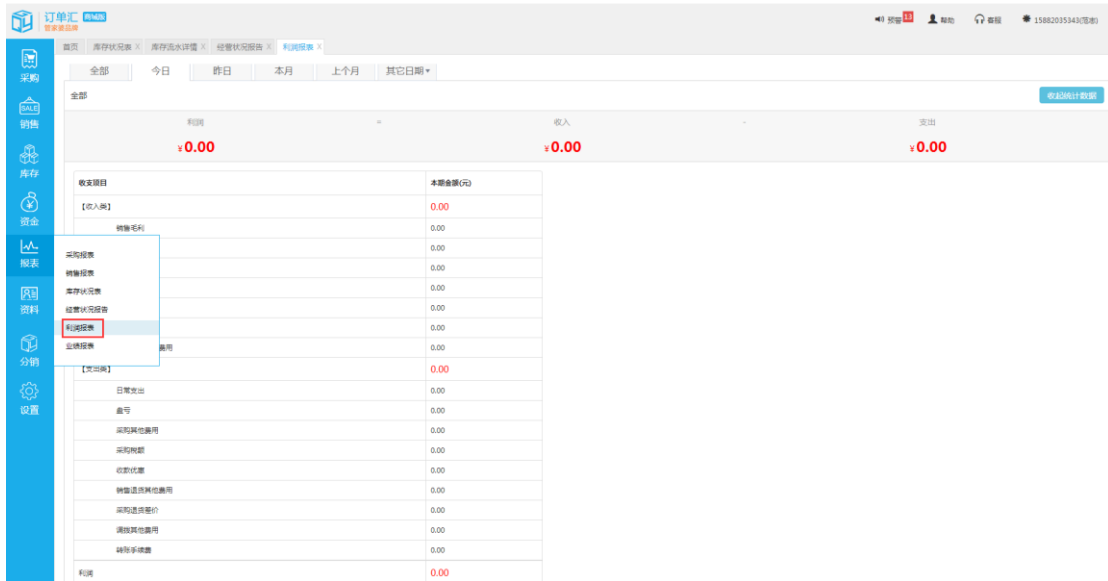 订单汇 商城版
管家婆品牌
预警 13 帮助 客服 15882035343(范志)
首页 库存状况表 X 库存流水详情 X 经营状况报告 X 利润报表 X
采购
销售
库存
资金
报表
资料
分销
设置
全部 今日 昨日 本月 上个月 其它日期▼
全部 收起统计数据
利润 = 收入 - 支出
¥0.00 ¥0.00 ¥0.00
收支项目 本期金额(元)
【收入类】 0.00
销售毛利 0.00
0.00
采购报表
0.00
销售报表
库存状况表 0.00
经营状况报告 0.00
利润报表 0.00
业绩报表 费用 0.00
【支出类】 0.00
日常支出 0.00
盘亏 0.00
采购其他费用 0.00
采购税额 0.00
收款优惠 0.00
销售退货其他费用 0.00
采购退货差价 0.00
调拨其他费用 0.00
转账手续费 0.00
利润 0.00